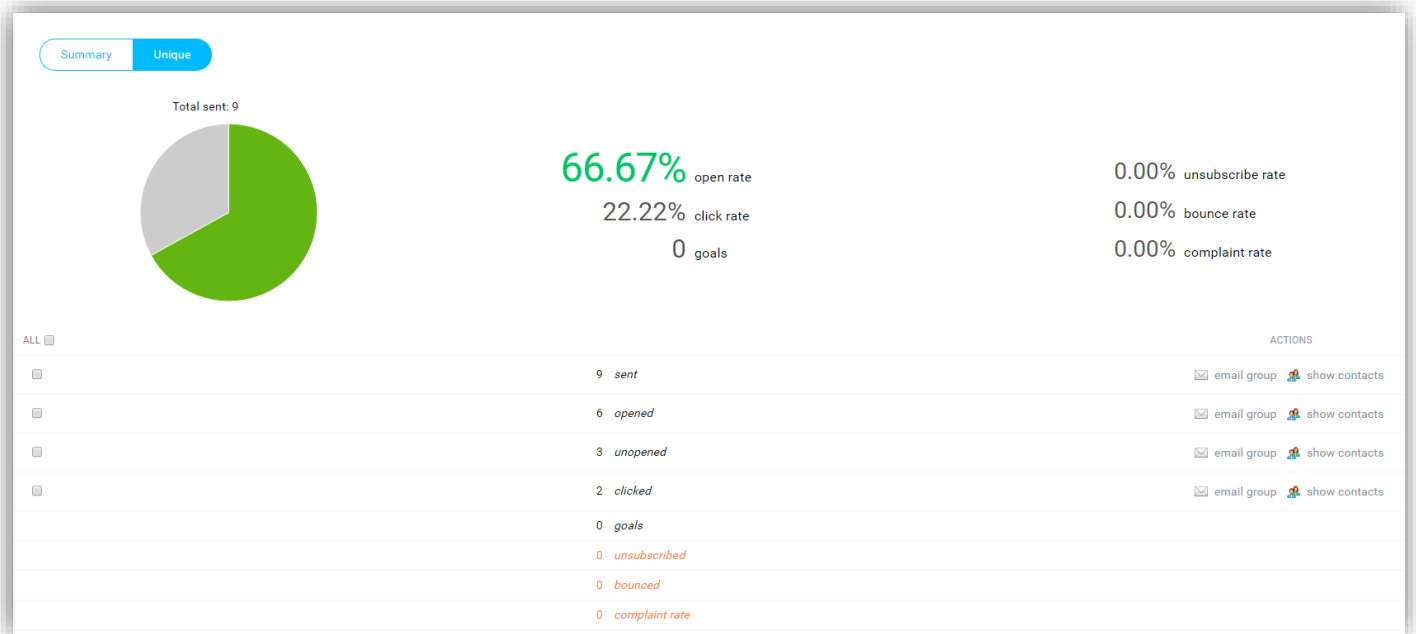 Summary Unique
Total sent: 9
66.67% open rate
22.22% click rate
0 goals
0.00% unsubscribe rate
0.00% bounce rate
0.00% complaint rate
ALL ACTIONS
9 sent email group show contacts
6 opened email group show contacts
3 unopened email group show contacts
2 clicked email group show contacts
0 goals
0 unsubscribed
0 bounced
0 complaint rate